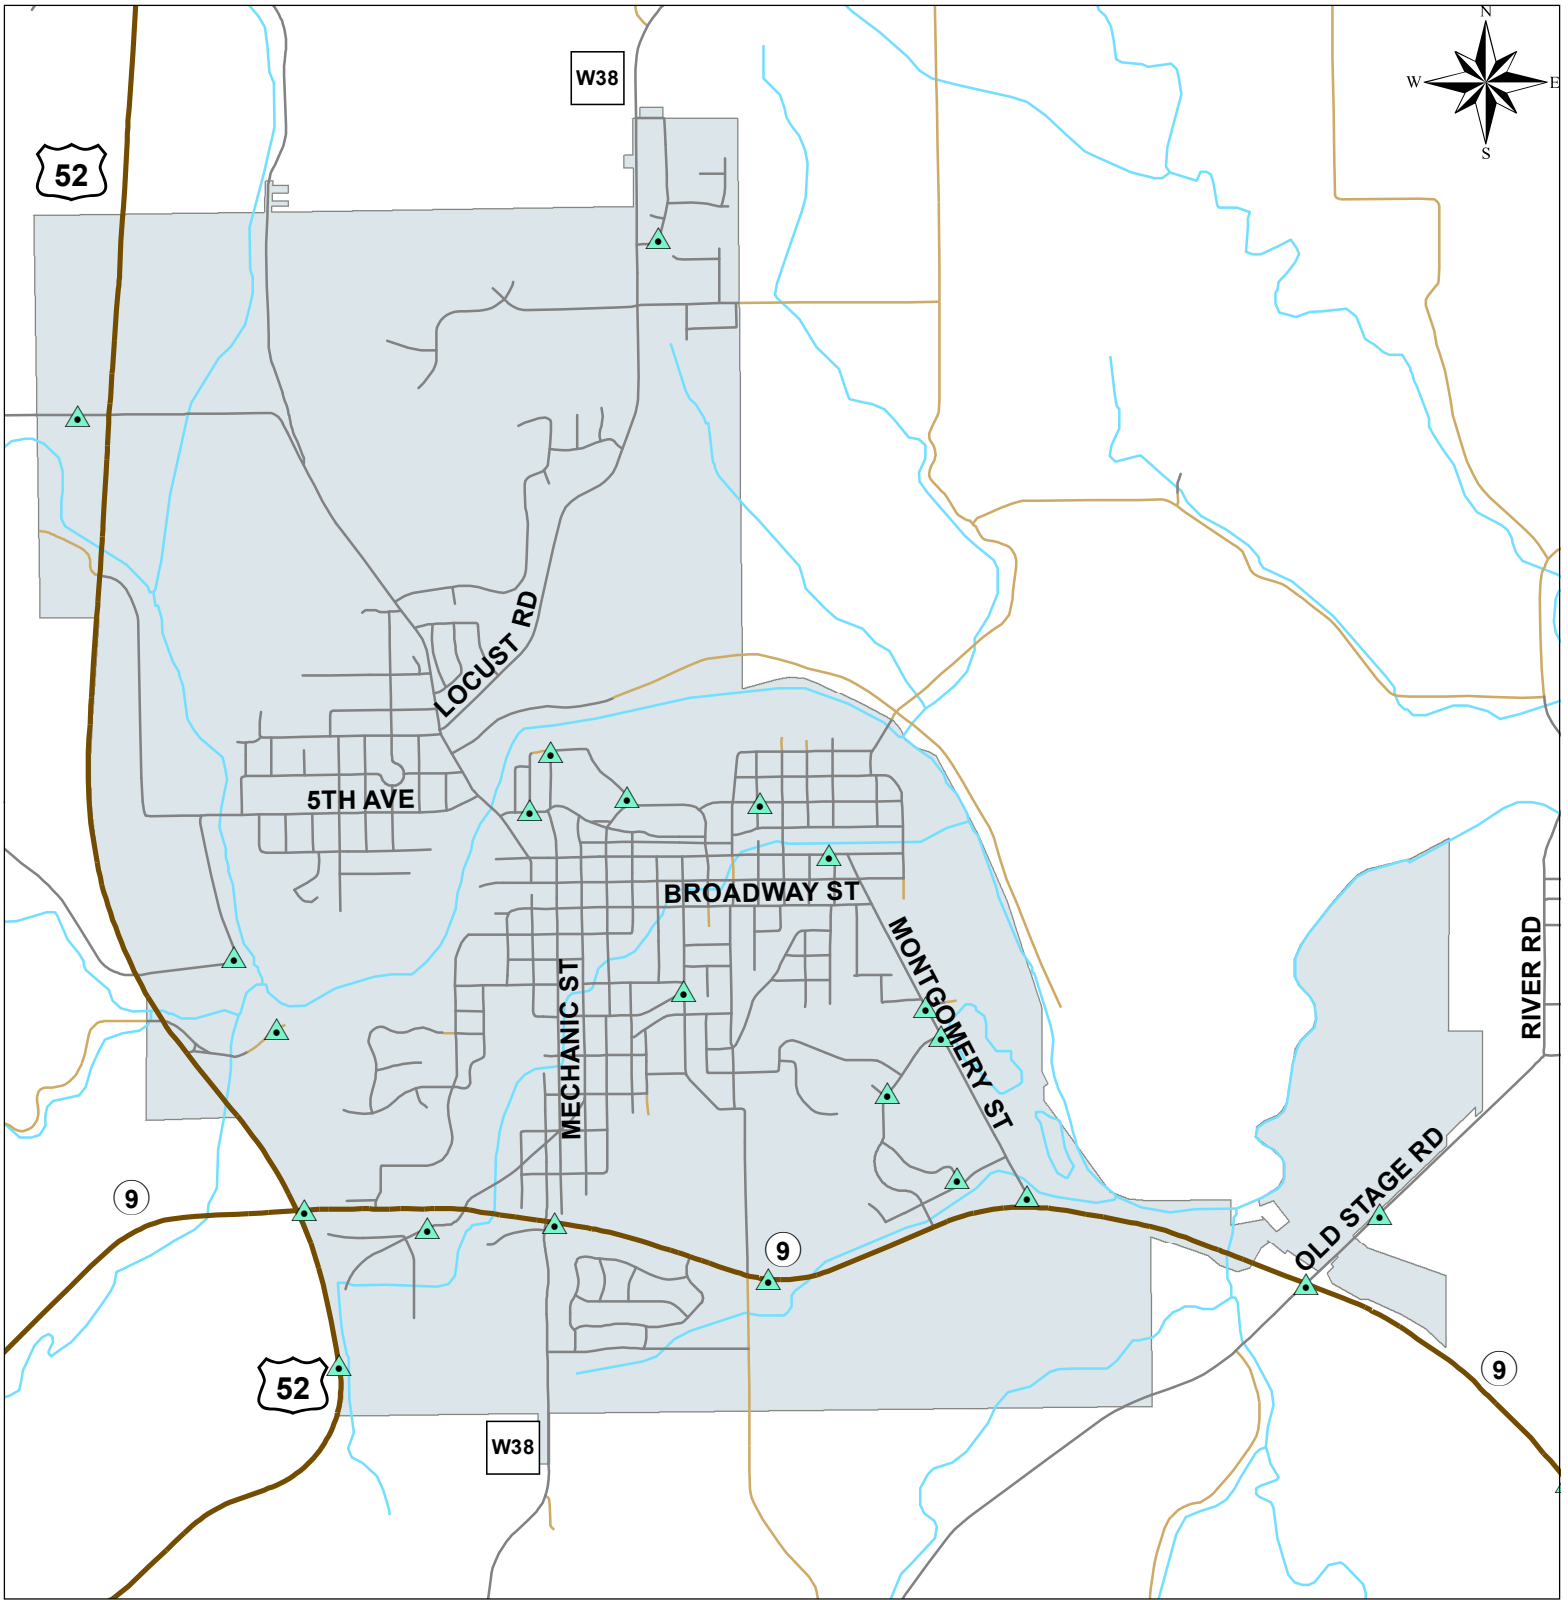 N
W38
W
E
52
S
LOCUST RD
5TH AVE
BROADWAY ST
MONTGOMERY ST
RIVER RD
MECHANIC ST
OLD STAGE RD
9
9
9
52
W38